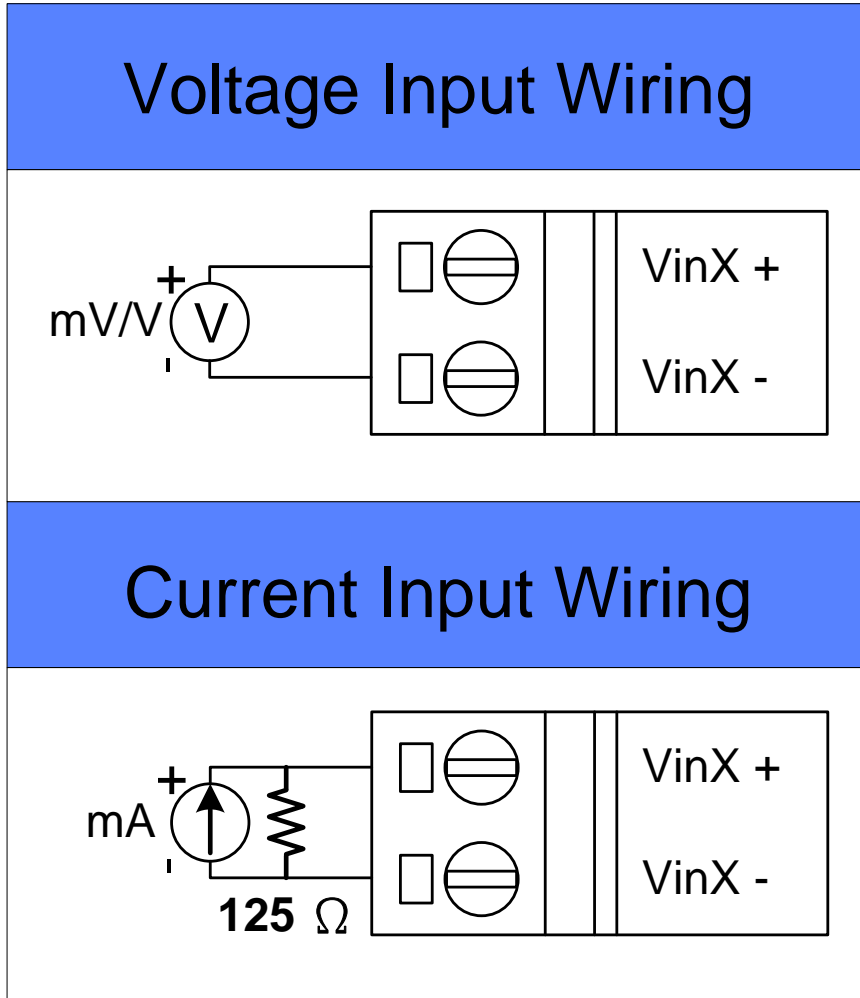 Voltage Input Wiring
+
mV/V
V
-
VinX +
VinX -
Current Input Wiring
+
mA
-
125 Ω
VinX +
VinX -